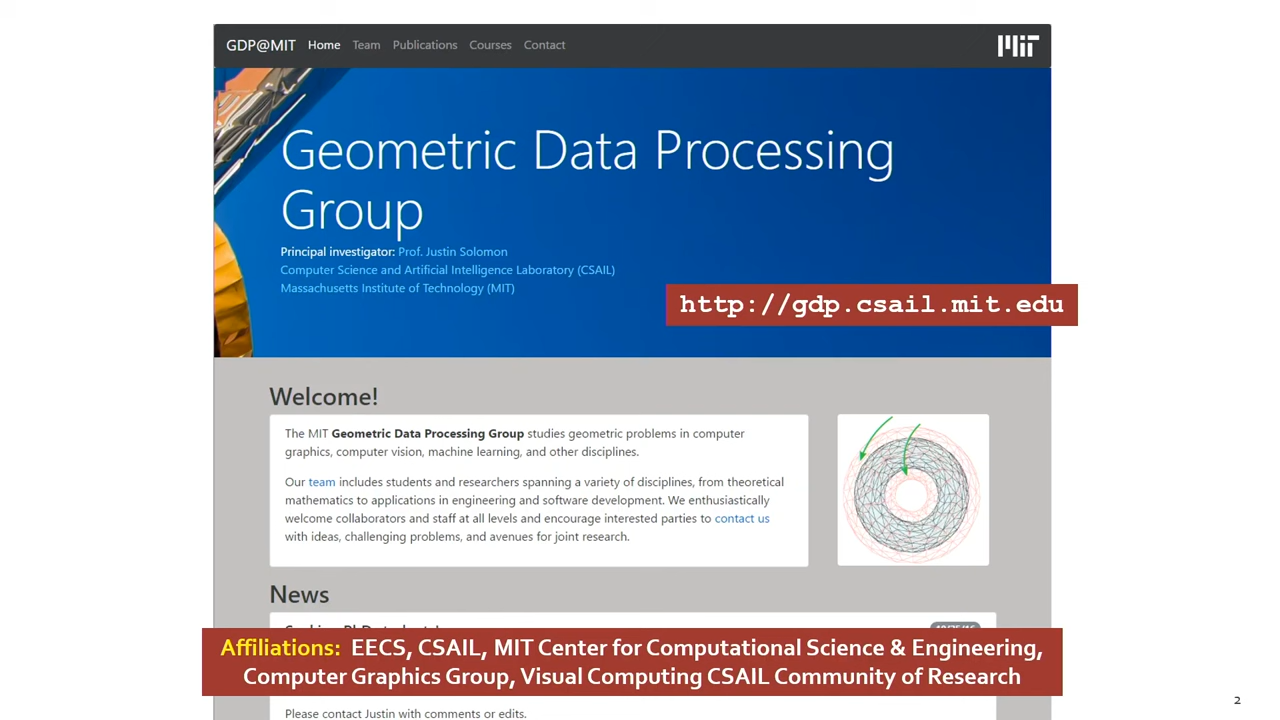 GDP@MIT Home Team Publications Courses Contact
MIT
Geometric Data Processing
Group
Principal investigator: Prof. Justin Solomon
Computer Science and Artificial Intelligence Laboratory (CSAIL)
Massachusetts Institute of Technology (MIT)
http://gdp.csail.mit.edu
Welcome!
The MIT Geometric Data Processing Group studies geometric problems in computer
graphics, computer vision, machine learning, and other disciplines.
Our team includes students and researchers spanning a variety of disciplines, from theoretical
mathematics to applications in engineering and software development. We enthusiastically
welcome collaborators and staff at all levels and encourage interested parties to contact us
with ideas, challenging problems, and avenues for joint research.
News
Affiliations: EECS, CSAIL, MIT Center for Computational Science & Engineering,
Computer Graphics Group, Visual Computing CSAIL Community of Research
Please contact Justin with comments or edits.
2